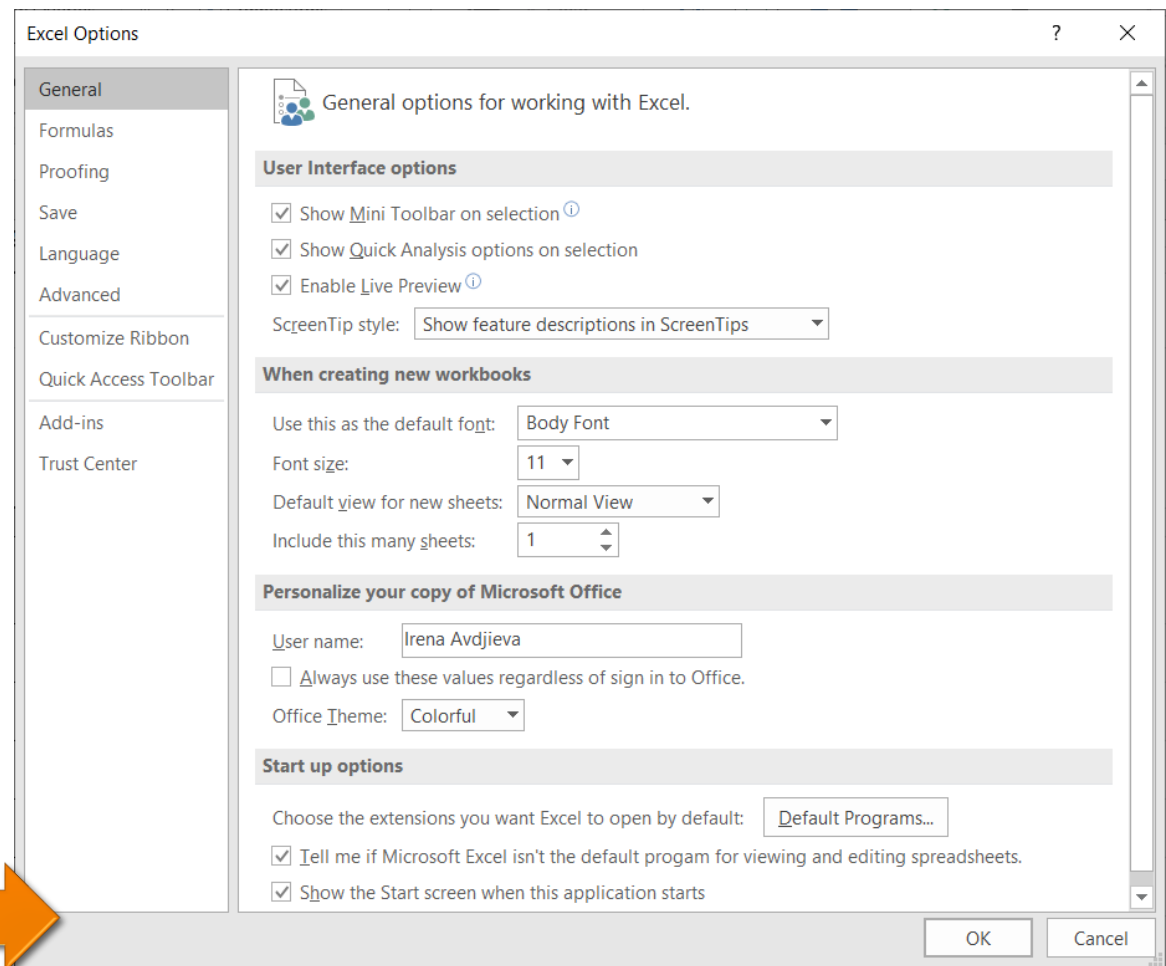 Excel Options ?
General
Formulas
Proofing
Save
Language
Advanced
Customize Ribbon
Quick Access Toolbar
Add-ins
Trust Center
General options for working with Excel.
User Interface options
Show Mini Toolbar on selection
Show Quick Analysis options on selection
Enable Live Preview
ScreenTip style: Show feature descriptions in ScreenTips
When creating new workbooks
Use this as the default font: Body Font
Font size: 11
Default view for new sheets: Normal View
Include this many sheets: 1
Personalize your copy of Microsoft Office
User name: Irena Avdjieva
Always use these values regardless of sign in to Office.
Office Theme: Colorful
Start up options
Choose the extensions you want Excel to open by default: Default Programs...
Tell me if Microsoft Excel isn't the default progam for viewing and editing spreadsheets.
Show the Start screen when this application starts
OK Cancel